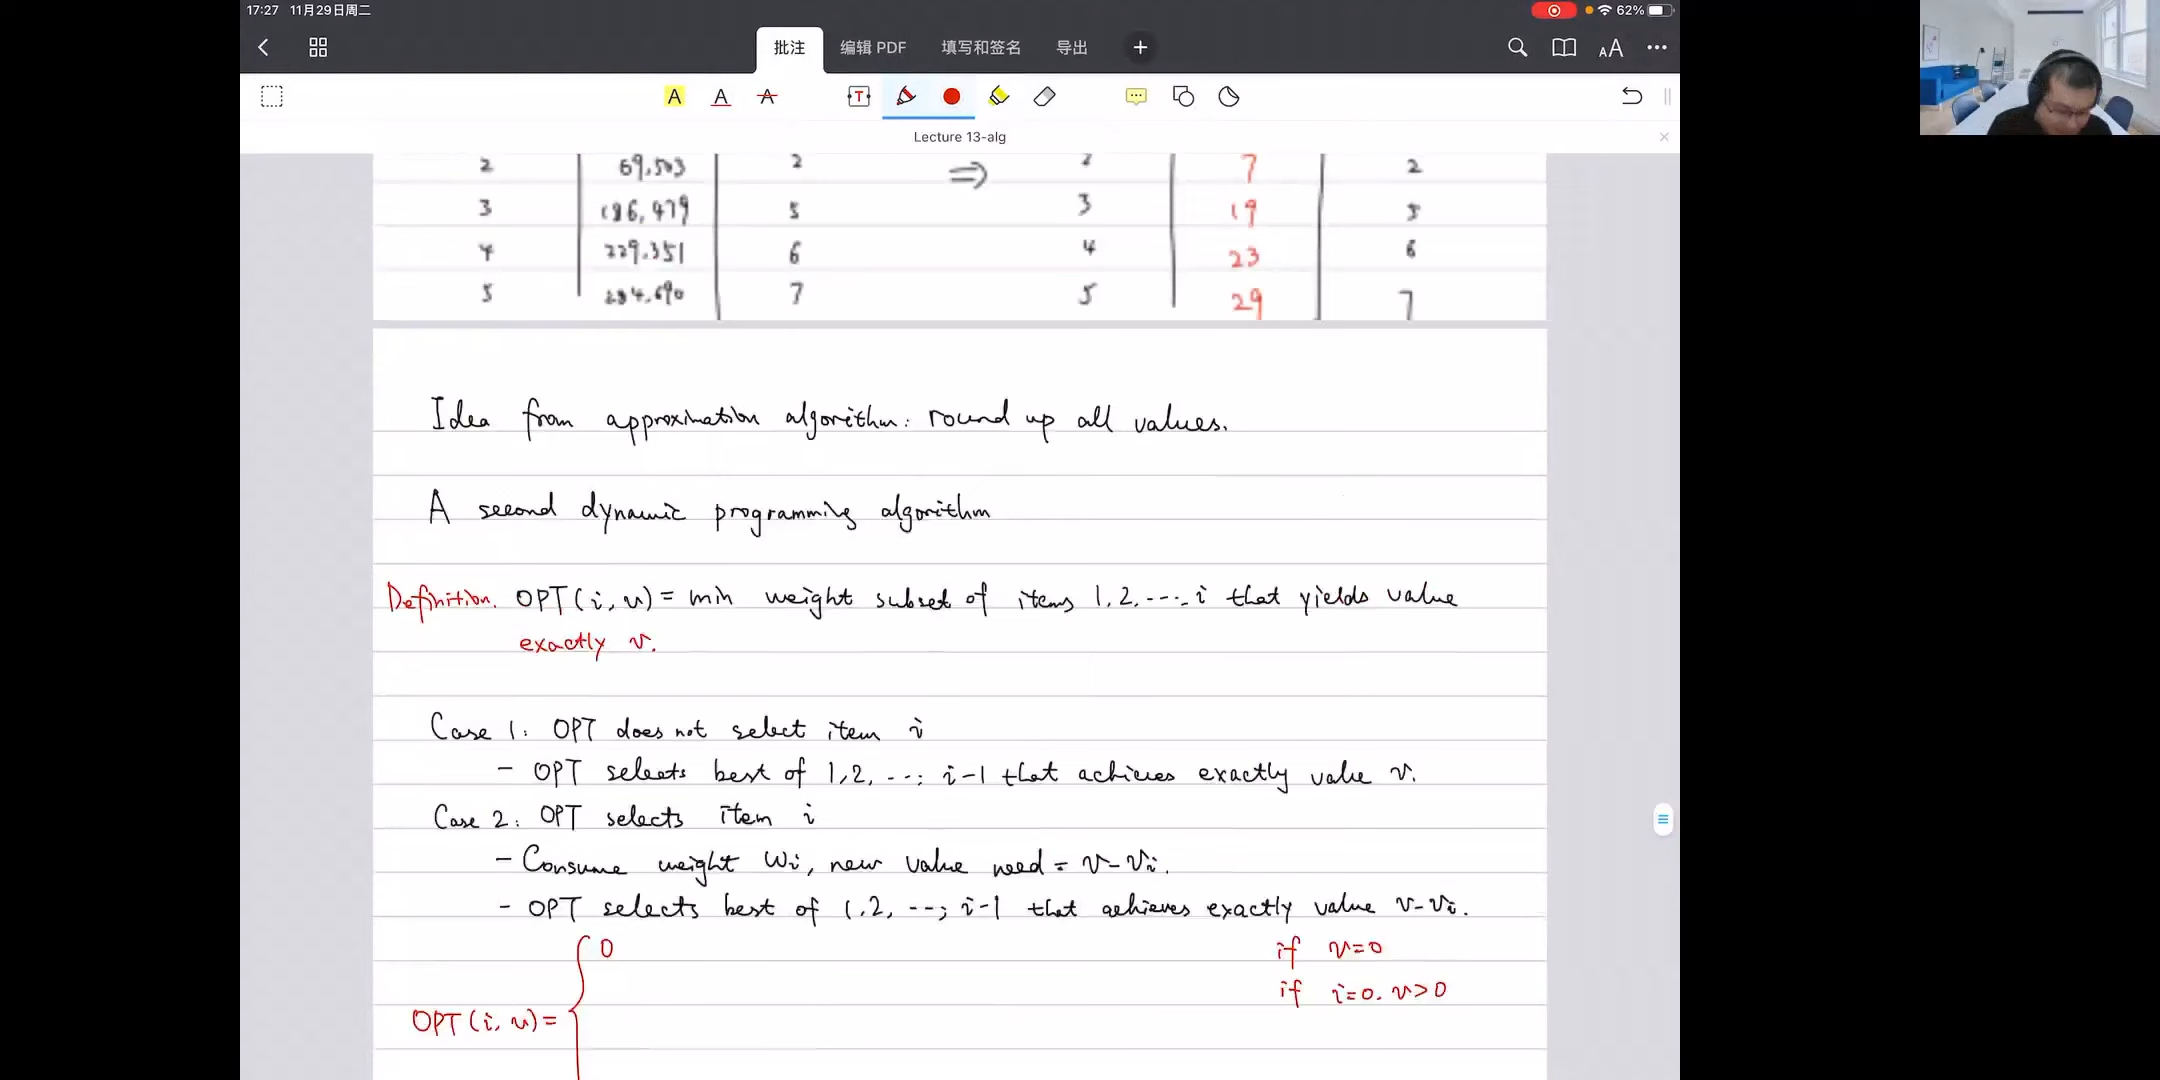 17:27 11月29日周二
62%
批注 编辑 PDF 填写和签名 导出
Lecture 13-alg
2 69,503 2 ⇒ 2 7 2
3 186,479 5 3 19 5
4 229,351 6 4 23 6
5 284,690 7 5 29 7
Idea from approximation algorithm: round up all values.
A second dynamic programming algorithm
Definition. OPT(i, v) = min weight subset of items 1, 2, ..., i that yields value
exactly v.
Case 1: OPT does not select item i
- OPT selects best of 1, 2, ..., i-1 that achieves exactly value v.
Case 2: OPT selects item i
- Consume weight wi, new value need = v - vi.
- OPT selects best of 1, 2, ..., i-1 that achieves exactly value v - vi.
0 if v=0
if i=0. v>0
OPT(i, v) =